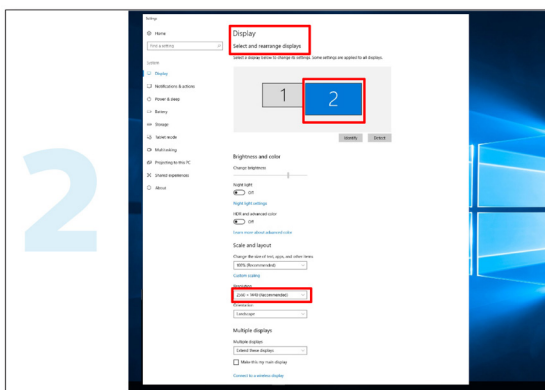 2
Settings
Home
Find a setting
System
Display
Notifications & actions
Power & sleep
Battery
Storage
Tablet mode
Multitasking
Projecting to this PC
Shared experiences
About
Display
Select and rearrange displays
Select a display below to change its settings. Some settings are applied to all displays.
1
2
Identify
Detect
Brightness and color
Change brightness
Night light
Off
Night light settings
HDR and advanced color
Off
Learn more about advanced color
Scale and layout
Change the size of text, apps, and other items
100% (Recommended)
Custom scaling
Resolution
(Recommended)
Orientation
Landscape
Multiple displays
Multiple displays
Extend these displays
Make this my main display
Connect to a wireless display